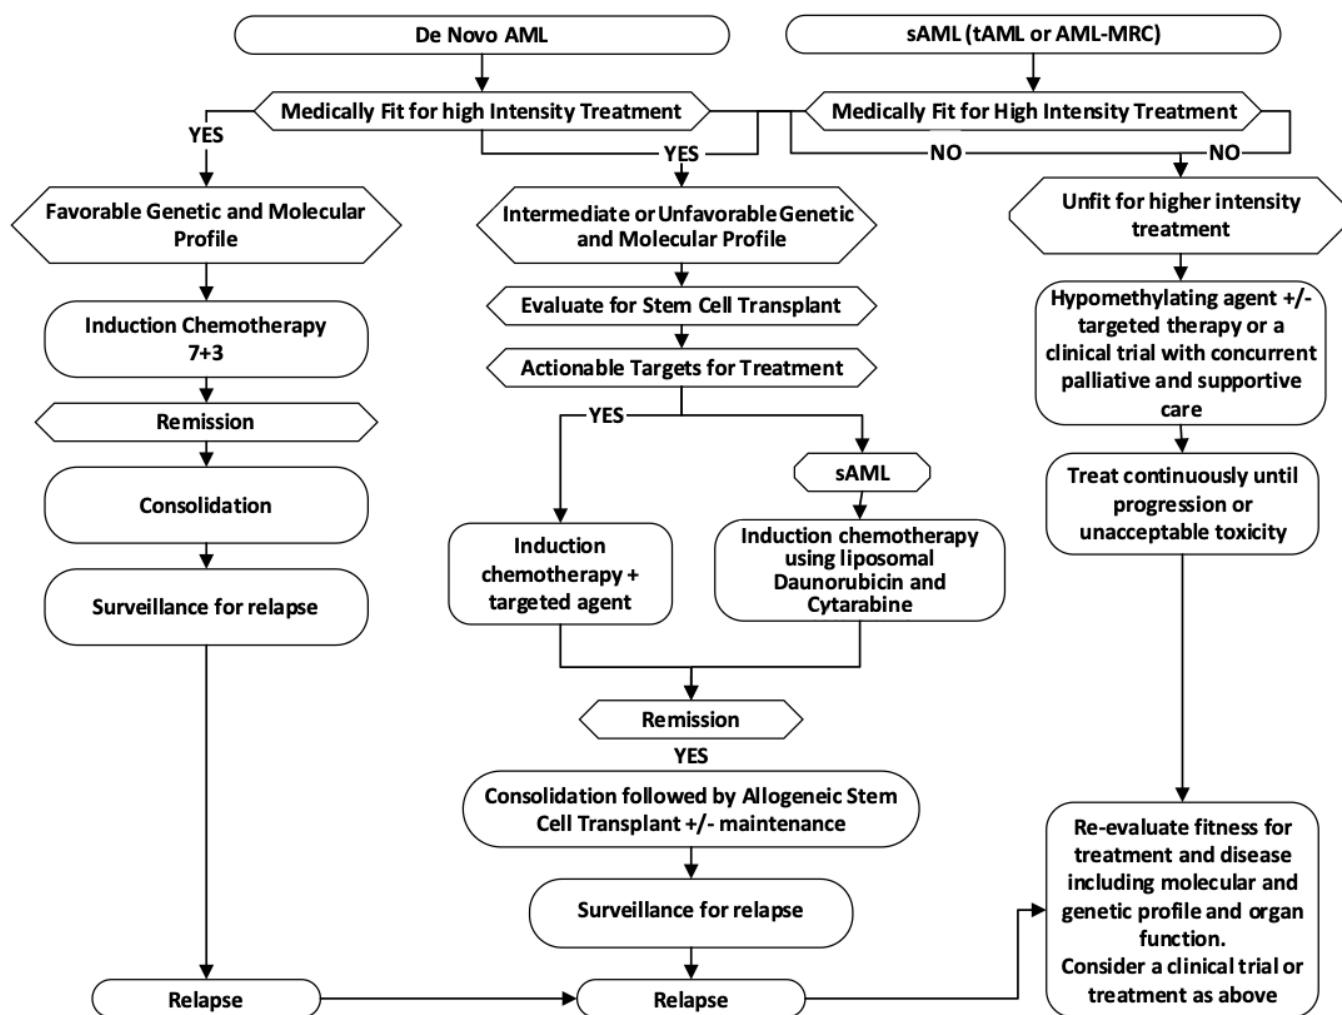 De Novo AML
sAML (tAML or AML-MRC)
Medically Fit for high Intensity Treatment
Medically Fit for High Intensity Treatment
YES
YES
NO
NO
Favorable Genetic and Molecular
Profile
Intermediate or Unfavorable Genetic
and Molecular Profile
Unfit for higher intensity
treatment
Evaluate for Stem Cell Transplant
Induction Chemotherapy
7+3
Hypomethylating agent +/-
targeted therapy or a
clinical trial with concurrent
palliative and supportive
care
Actionable Targets for Treatment
Remission
YES
sAML
Consolidation
Treat continuously until
progression or
unacceptable toxicity
Induction
chemotherapy +
targeted agent
Induction chemotherapy
using liposomal
Daunorubicin and
Cytarabine
Surveillance for relapse
Remission
YES
Consolidation followed by Allogeneic Stem
Cell Transplant +/- maintenance
Surveillance for relapse
Re-evaluate fitness for
treatment and disease
including molecular and
genetic profile and organ
function.
Consider a clinical trial or
treatment as above
Relapse
Relapse